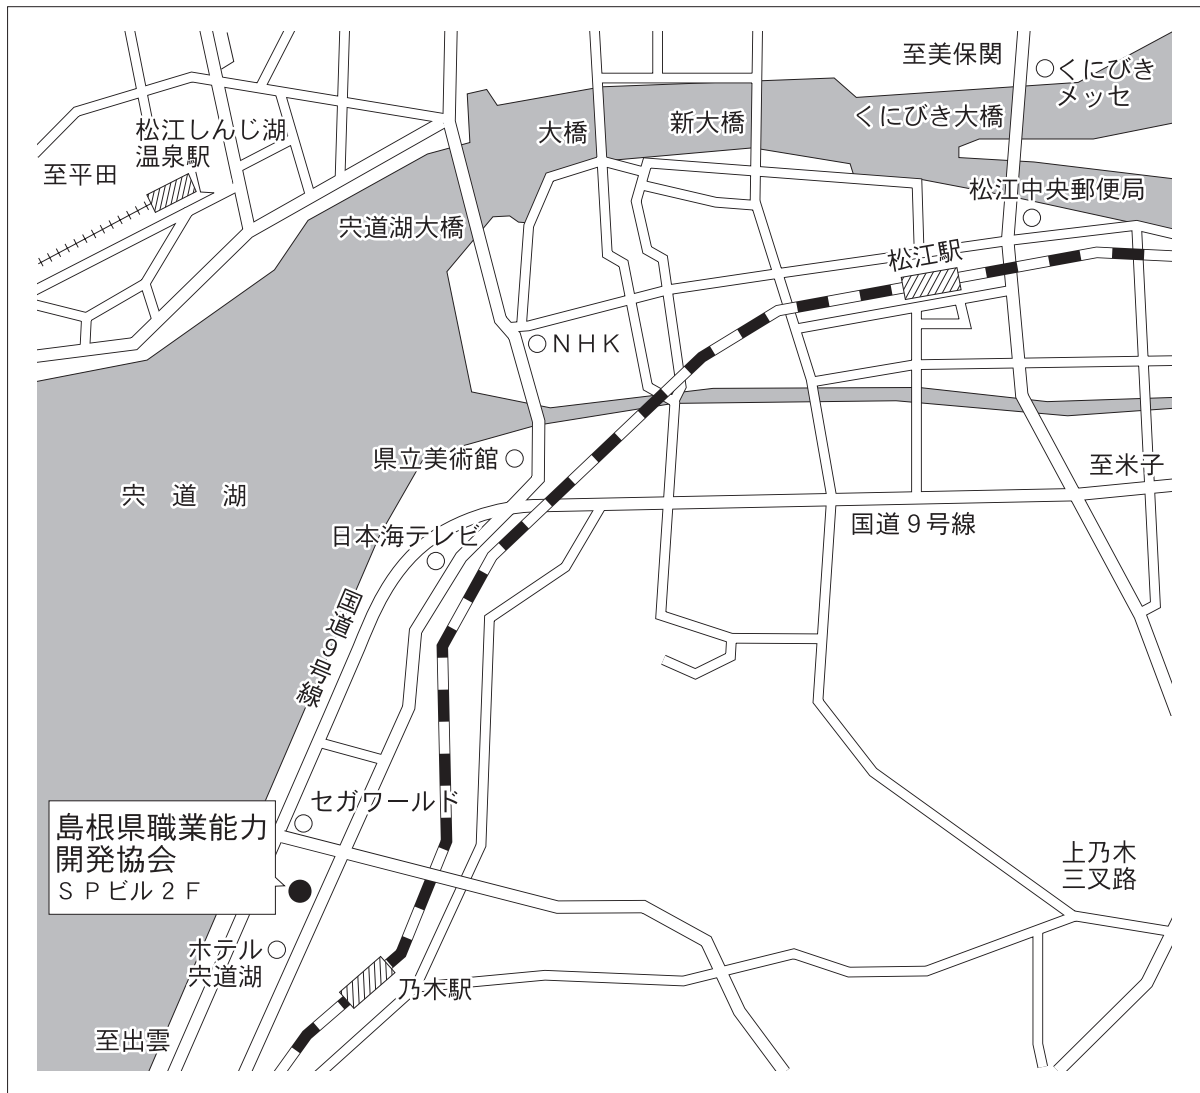 至美保関
くにびき
メッセ
大橋
新大橋
くにびき大橋
松江しんじ湖
温泉駅
至平田
松江中央郵便局
宍道湖大橋
松江駅
ＮＨＫ
県立美術館
至米子
宍道湖
国道９号線
日本海テレビ
国道９号線
セガワールド
島根県職業能力
開発協会
ＳＰビル２Ｆ
上乃木
三叉路
ホテル
宍道湖
乃木駅
至出雲